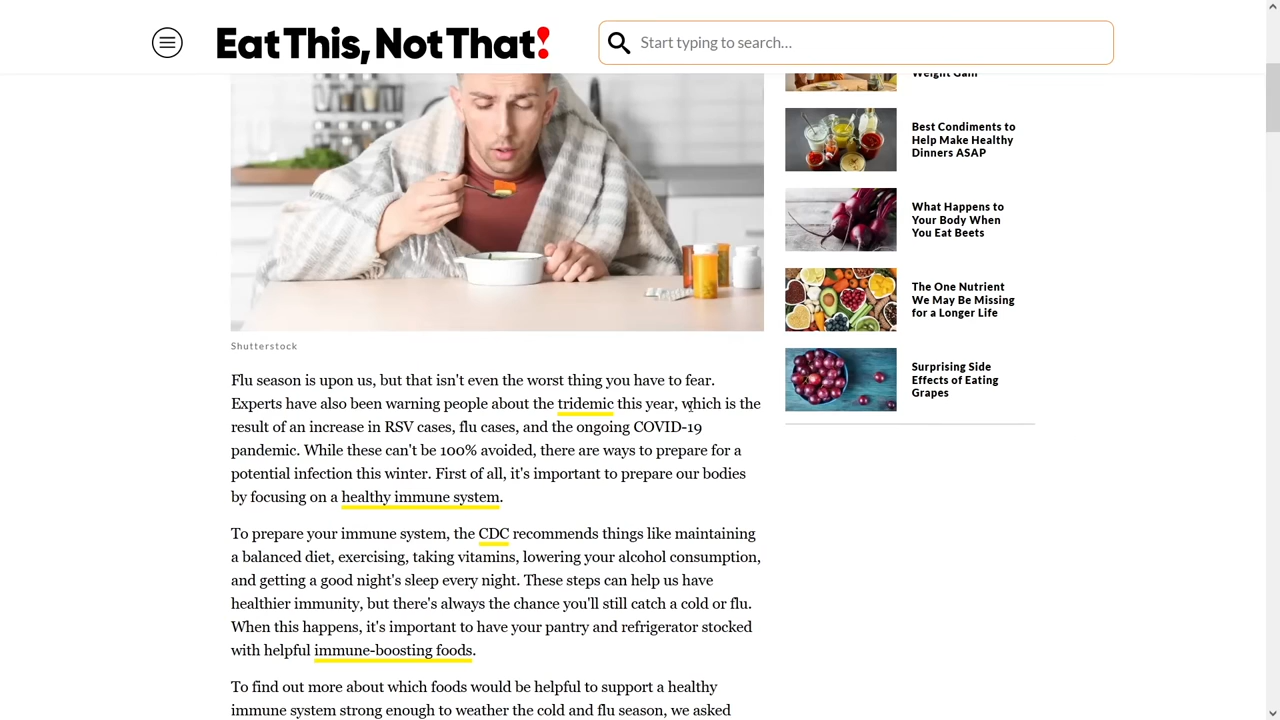 Eat This, Not That!
Start typing to search...
Weight Gain
Best Condiments to
Help Make Healthy
Dinners ASAP
What Happens to
Your Body When
You Eat Beets
The One Nutrient
We May Be Missing
for a Longer Life
Surprising Side
Effects of Eating
Grapes
Shutterstock
Flu season is upon us, but that isn't even the worst thing you have to fear.
Experts have also been warning people about the tridemic this year, which is the
result of an increase in RSV cases, flu cases, and the ongoing COVID-19
pandemic. While these can't be 100% avoided, there are ways to prepare for a
potential infection this winter. First of all, it's important to prepare our bodies
by focusing on a healthy immune system.
To prepare your immune system, the CDC recommends things like maintaining
a balanced diet, exercising, taking vitamins, lowering your alcohol consumption,
and getting a good night's sleep every night. These steps can help us have
healthier immunity, but there's always the chance you'll still catch a cold or flu.
When this happens, it's important to have your pantry and refrigerator stocked
with helpful immune-boosting foods.
To find out more about which foods would be helpful to support a healthy
immune system strong enough to weather the cold and flu season, we asked